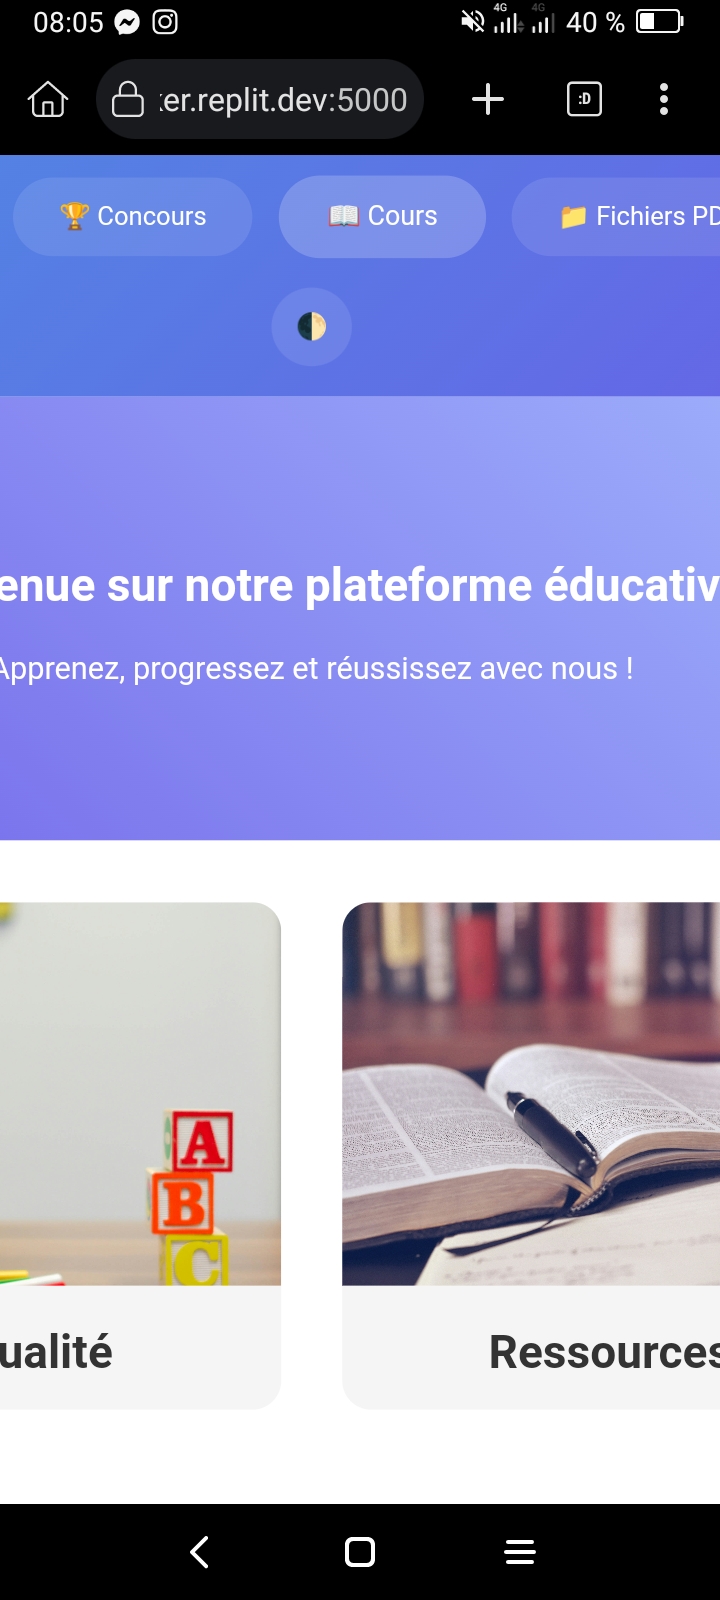 08:05 4G 4G 40 %
er.replit.dev:5000 :D
🏆 Concours 📖 Cours 📁 Fichiers PD
enue sur notre plateforme éducativ
Apprenez, progressez et réussissez avec nous !
A
B
C
ualité Ressources